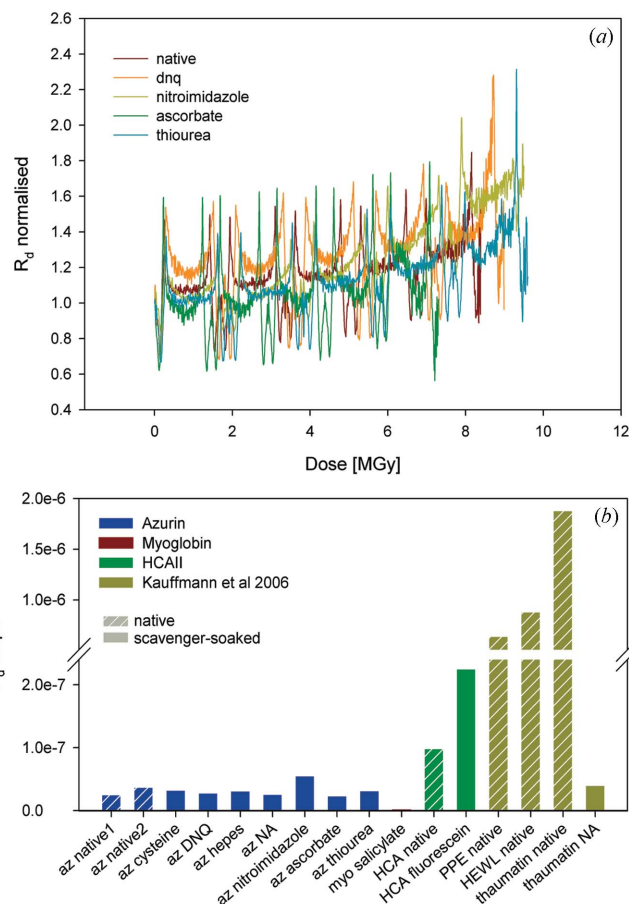 (a)
2.6
2.4
2.2
2.0
1.8
1.6
1.4
1.2
1.0
0.8
0.6
0.4
R_d normalised
native
dnq
nitroimidazole
ascorbate
thiourea
0 2 4 6 8 10 12 14
Dose [MGy]
(b)
2.0e-6
1.5e-6
1.0e-6
2.0e-7
1.0e-7
0.0
Azurin
Myoglobin
HCAII
Kauffmann et al 2006
native
scavenger-soaked
az native1
az native2
az cysteine
az DNQ
az hepes
az NA
az nitroimidazole
az ascorbate
az thiourea
myo salicylate
HCA native
HCA fluorescein
PPE native
HEWL native
thaumatin native
thaumatin NA